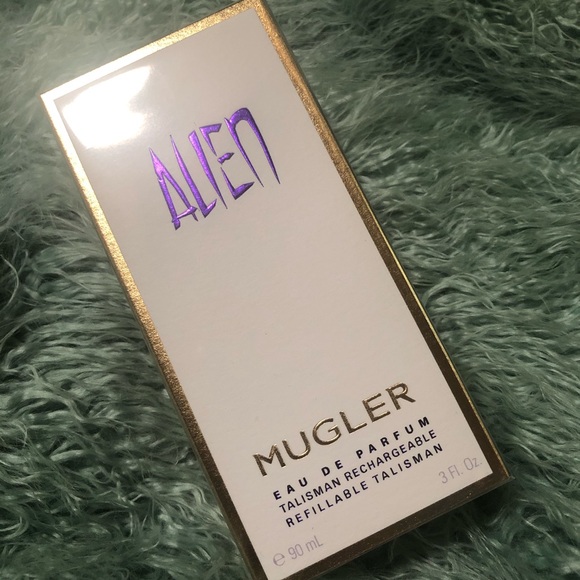 ALIEN
MUGLER
EAU DE PARFUM
TALISMAN RECHARGEABLE
REFILLABLE TALISMAN
e 90 mL
3 Fl. Oz.